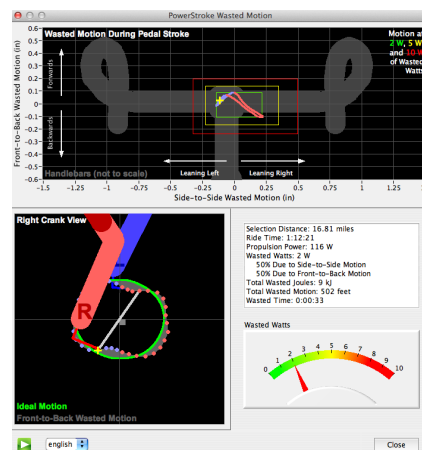 PowerStroke Wasted Motion
Wasted Motion During Pedal Stroke
Motion at
2 W, 5 W
and 10 W
of Wasted
Watts
Front-to-Back Wasted Motion (in)
0.6
0.5
0.4
0.3
0.2
0.1
0
-0.1
-0.2
-0.3
-0.4
-0.5
-0.6
Forwards
Backwards
Leaning Left
Leaning Right
Handlebars (not to scale)
-1.5 -1.25 -1 -0.75 -0.5 -0.25 0 0.25 0.5 0.75 1 1.25 1.5
Side-to-Side Wasted Motion (in)
Right Crank View
R
Ideal Motion
Front-to-Back Wasted Motion
Selection Distance: 16.81 miles
Ride Time: 1:12:21
Propulsion Power: 116 W
Wasted Watts: 2 W
50% Due to Side-to-Side Motion
50% Due to Front-to-Back Motion
Total Wasted Joules: 9 kJ
Total Wasted Motion: 502 feet
Wasted Time: 0:00:33
Wasted Watts
0 1 2 3 4 5 6 7 8 9 10
english
Close